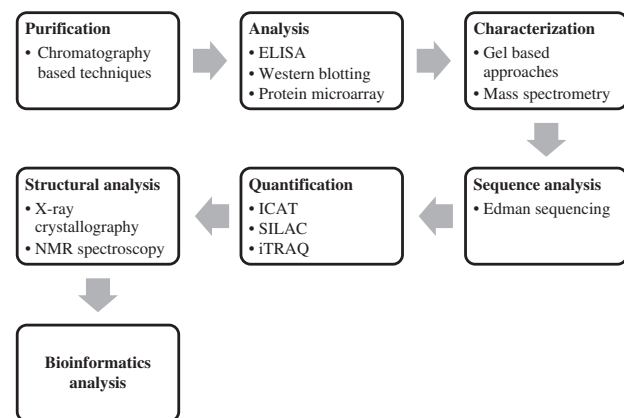 Purification
• Chromatography
based techniques
Analysis
• ELISA
• Western blotting
• Protein microarray
Characterization
• Gel based
approaches
• Mass spectrometry
Sequence analysis
• Edman sequencing
Quantification
• ICAT
• SILAC
• iTRAQ
Structural analysis
• X-ray
crystallography
• NMR spectroscopy
Bioinformatics
analysis